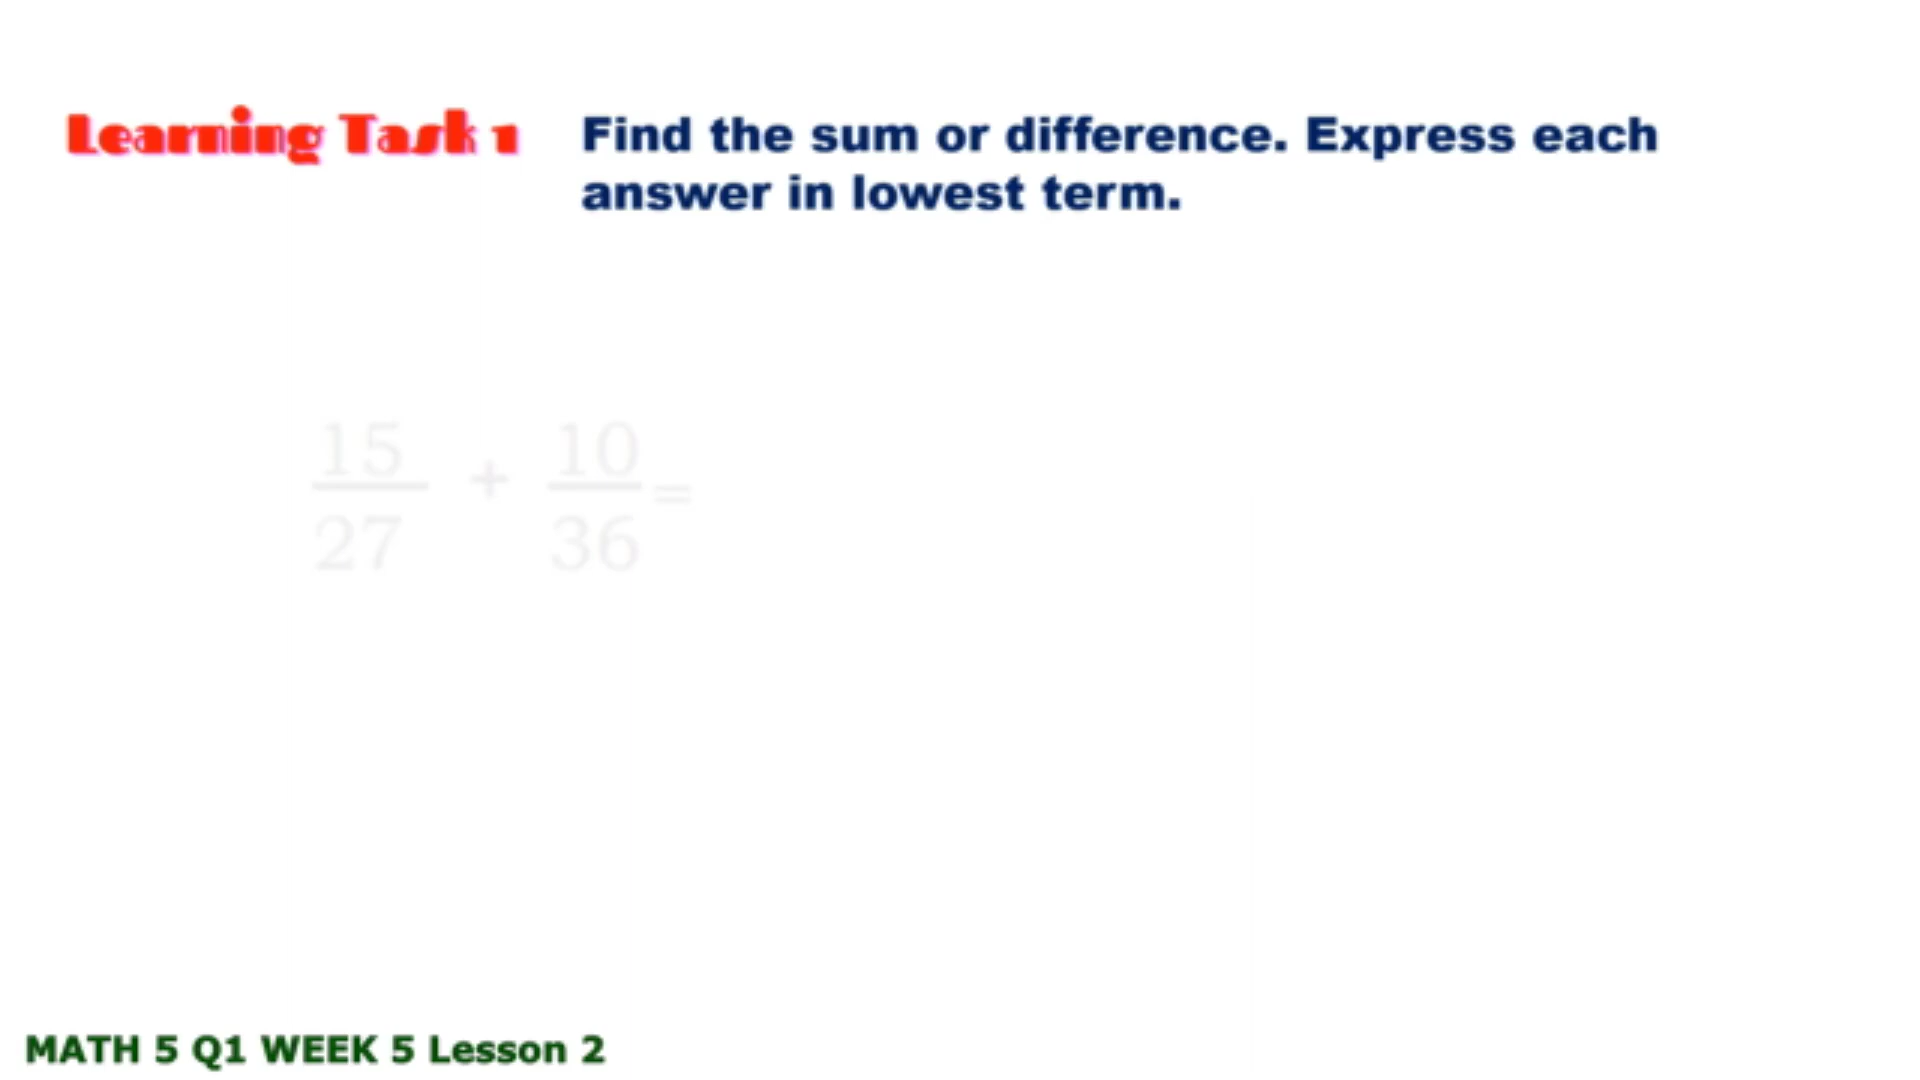 Learning Task 1 Find the sum or difference. Express each
answer in lowest term.
15 10
+ =
27 36
MATH 5 Q1 WEEK 5 Lesson 2